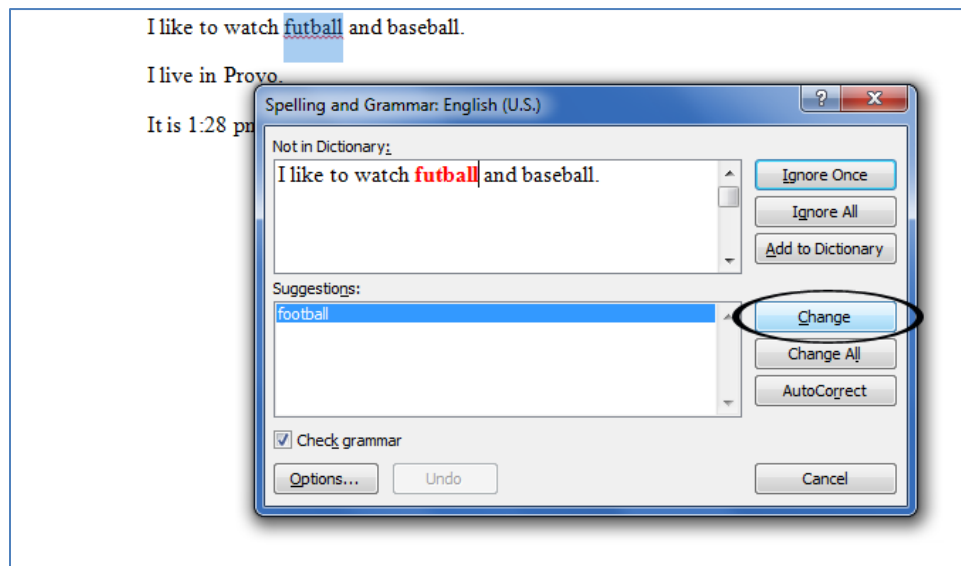 I like to watch futball and baseball.
I live in Provo.
It is 1:28 pm
Spelling and Grammar: English (U.S.)
?
X
Not in Dictionary:
I like to watch futball and baseball.
Ignore Once
Ignore All
Add to Dictionary
Suggestions:
football
Change
Change All
AutoCorrect
Check grammar
Options...
Undo
Cancel